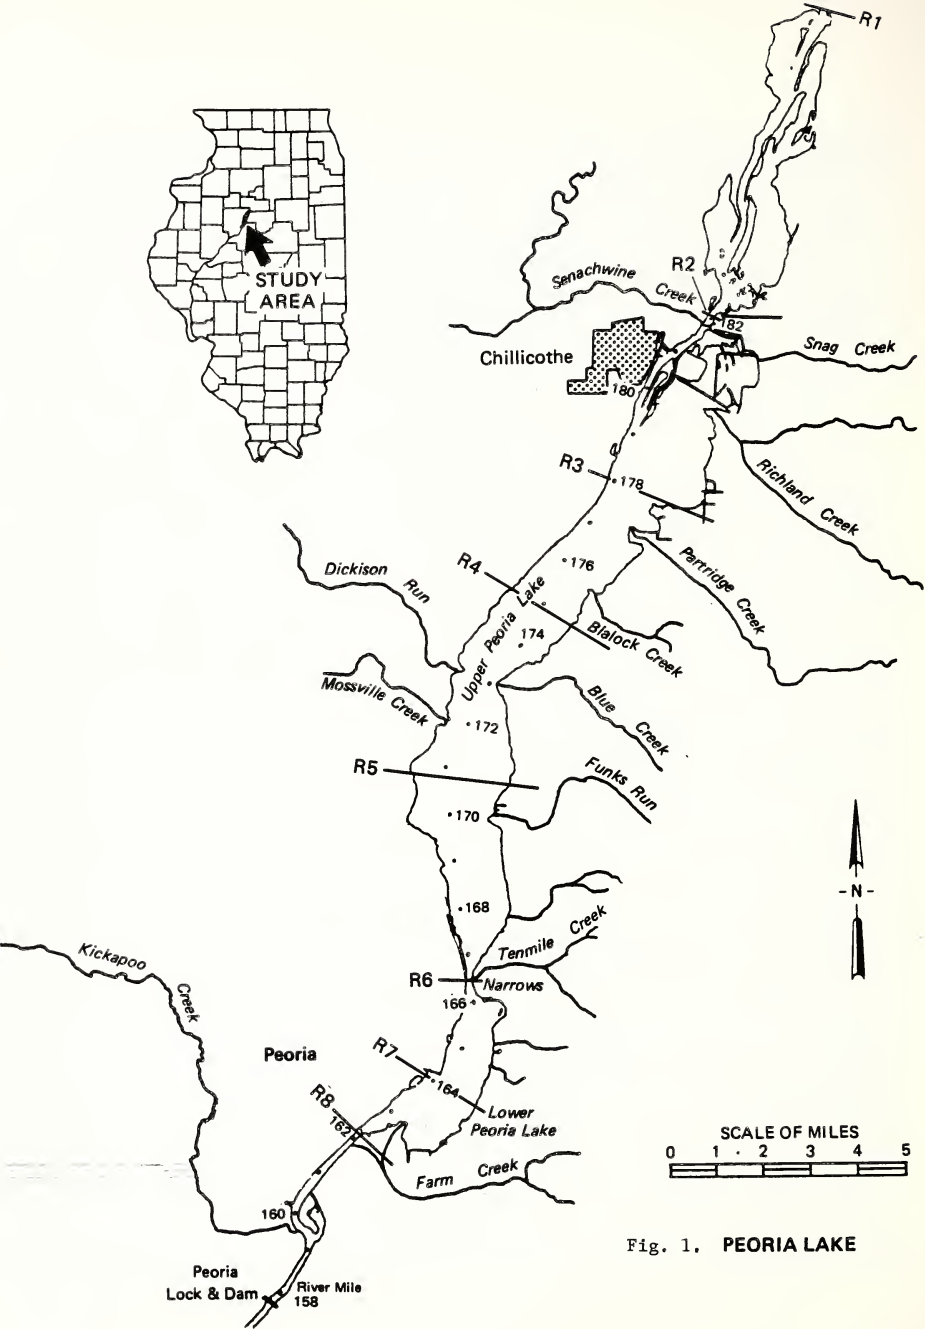 R1
STUDY
AREA
R2
Senachwine
Creek
182
Chillicothe
Snag Creek
180
R3
178
Richland Creek
R4
176
Dickison Run
Partridge Creek
Upper Peoria Lake
174
Blalock Creek
Mossville Creek
Blue Creek
172
R5
Funks Run
170
-N-
168
Tenmile Creek
R6
Narrows
166
Kickapoo
Creek
Peoria
R7
164
R8
162
Lower
Peoria Lake
SCALE OF MILES
0 1 2 3 4 5
Farm Creek
160
Fig. 1. PEORIA LAKE
Peoria
Lock & Dam
River Mile
158